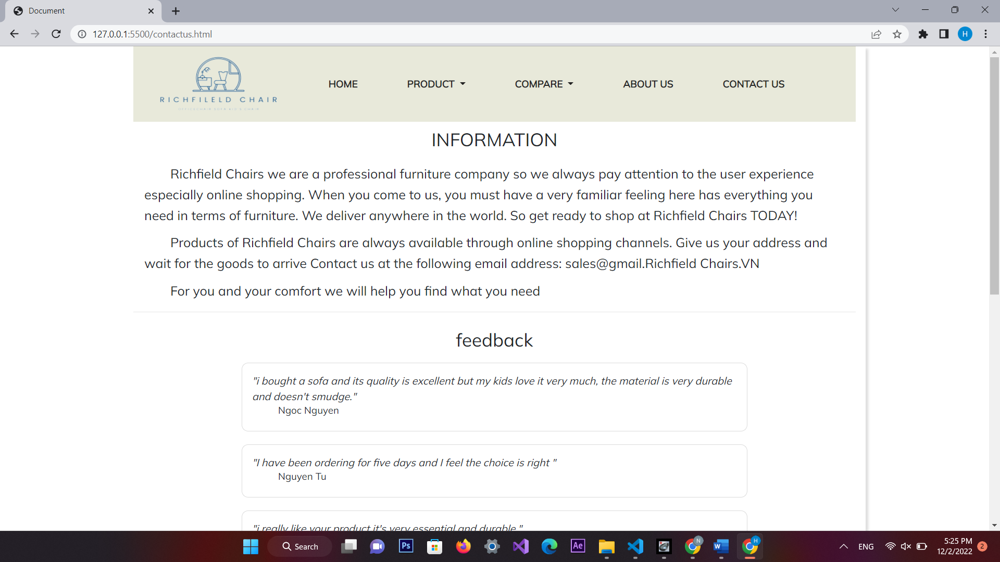 Document
127.0.0.1:5500/contactus.html
H
RICHFILELD CHAIR
HOME PRODUCT COMPARE ABOUT US CONTACT US
INFORMATION
Richfield Chairs we are a professional furniture company so we always pay attention to the user experience
especially online shopping. When you come to us, you must have a very familiar feeling here has everything you
need in terms of furniture. We deliver anywhere in the world. So get ready to shop at Richfield Chairs TODAY!
Products of Richfield Chairs are always available through online shopping channels. Give us your address and
wait for the goods to arrive Contact us at the following email address: sales@gmail.Richfield Chairs.VN
For you and your comfort we will help you find what you need
feedback
"i bought a sofa and its quality is excellent but my kids love it very much, the material is very durable
and doesn't smudge."
Ngoc Nguyen
"I have been ordering for five days and I feel the choice is right "
Nguyen Tu
"i really like your product it's very essential and durable "
Search Ps Ae N W H ENG 5:25 PM
12/2/2022 2